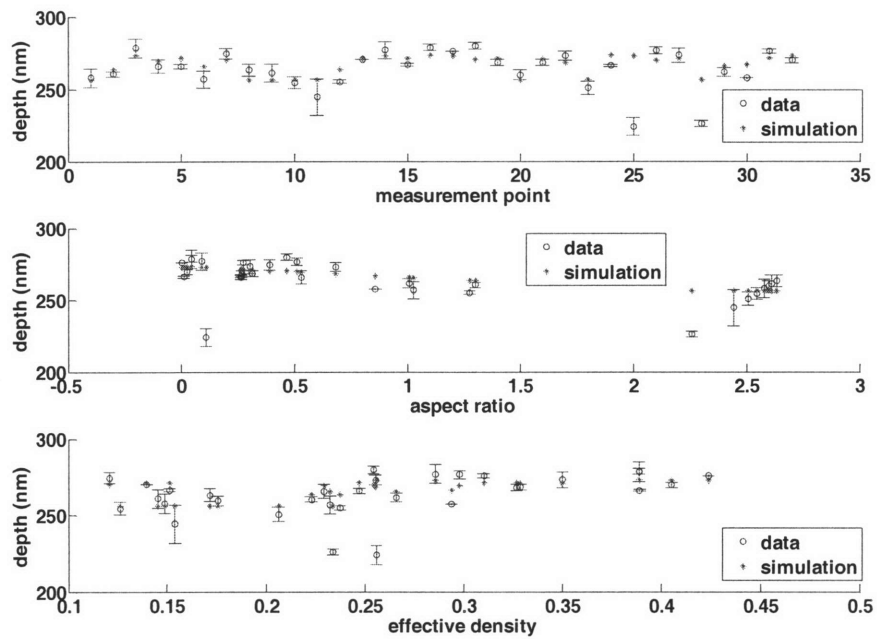 300
250
200
depth (nm)
0 5 10 15 20 25 30 35
measurement point
data
simulation
300
250
200
depth (nm)
-0.5 0 0.5 1 1.5 2 2.5 3
aspect ratio
data
simulation
300
250
200
depth (nm)
0.1 0.15 0.2 0.25 0.3 0.35 0.4 0.45 0.5
effective density
data
simulation